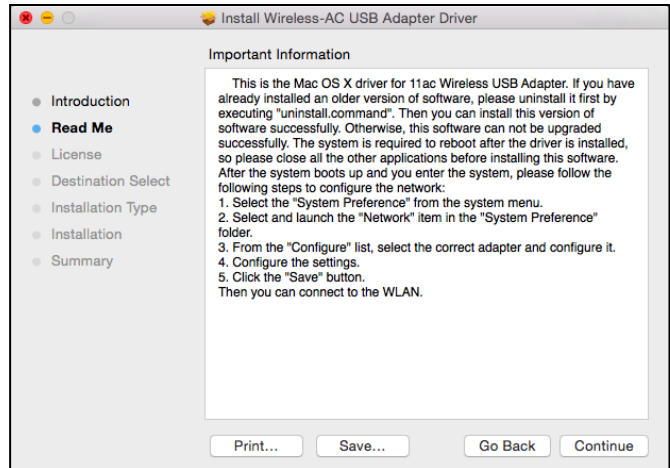 Install Wireless-AC USB Adapter Driver
Important Information
Introduction
Read Me
License
Destination Select
Installation Type
Installation
Summary
This is the Mac OS X driver for 11ac Wireless USB Adapter. If you have
already installed an older version of software, please uninstall it first by
executing "uninstall.command". Then you can install this version of
software successfully. Otherwise, this software can not be upgraded
successfully. The system is required to reboot after the driver is installed,
so please close all the other applications before installing this software.
After the system boots up and you enter the system, please follow the
following steps to configure the network:
1. Select the "System Preference" from the system menu.
2. Select and launch the "Network" item in the "System Preference"
folder.
3. From the "Configure" list, select the correct adapter and configure it.
4. Configure the settings.
5. Click the "Save" button.
Then you can connect to the WLAN.
Print... Save... Go Back Continue